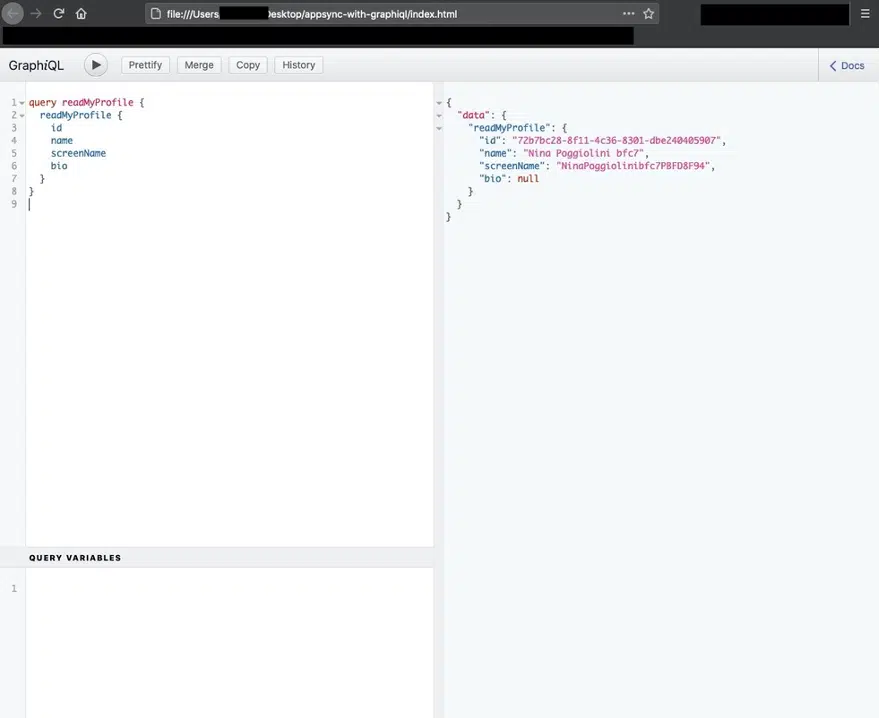 file:///Users Desktop/appsync-with-graphiql/index.html
GraphiQL Prettify Merge Copy History Docs
1 query readMyProfile {
2 readMyProfile {
3 id
4 name
5 screenName
6 bio
7 }
8 }
9
{
"data": {
"readMyProfile": {
"id": "72b7bc28-8f11-4c36-8301-dbe240405907",
"name": "Nina Poggiolini bfc7",
"screenName": "NinaPoggiolinibfc7PBFD8F94",
"bio": null
}
}
}
QUERY VARIABLES
1